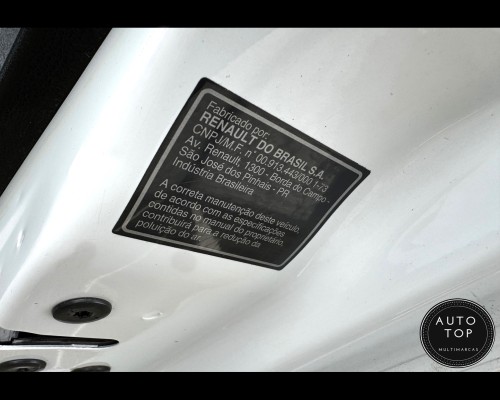 Fabricado por:
RENAULT DO BRASIL S.A.
CNPJ/M.F. n° 00.913.443/0001-73
Av. Renault, 1300 - Borda do Campo -
São José dos Pinhais - PR
Indústria Brasileira
A correta manutenção deste veículo,
de acordo com as especificações
contidas no manual do proprietário,
contribuirá para a redução da
poluição do ar.
AUTO
TOP
MULTIMARCAS